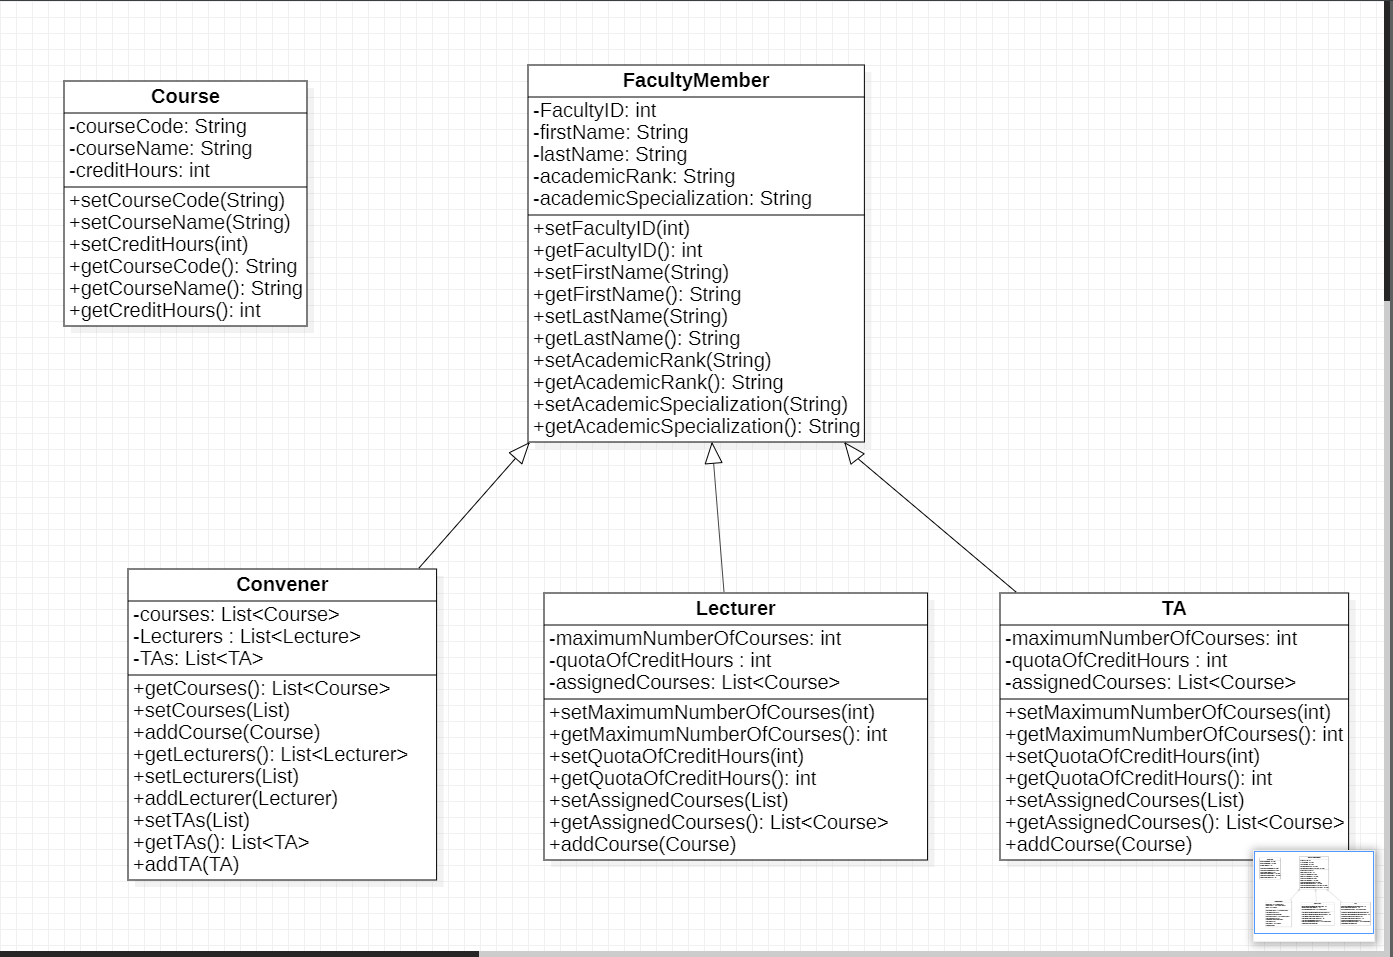 Course
-courseCode: String
-courseName: String
-creditHours: int
+setCourseCode(String)
+setCourseName(String)
+setCreditHours(int)
+getCourseCode(): String
+getCourseName(): String
+getCreditHours(): int
FacultyMember
-FacultyID: int
-firstName: String
-lastName: String
-academicRank: String
-academicSpecialization: String
+setFacultyID(int)
+getFacultyID(): int
+setFirstName(String)
+getFirstName(): String
+setLastName(String)
+getLastName(): String
+setAcademicRank(String)
+getAcademicRank(): String
+setAcademicSpecialization(String)
+getAcademicSpecialization(): String
Convener
-courses: List<Course>
-Lecturers : List<Lecture>
-TAs: List<TA>
+getCourses(): List<Course>
+setCourses(List)
+addCourse(Course)
+getLecturers(): List<Lecturer>
+setLecturers(List)
+addLecturer(Lecturer)
+setTAs(List)
+getTAs(): List<TA>
+addTA(TA)
Lecturer
-maximumNumberOfCourses: int
-quotaOfCreditHours : int
-assignedCourses: List<Course>
+setMaximumNumberOfCourses(int)
+getMaximumNumberOfCourses(): int
+setQuotaOfCreditHours(int)
+getQuotaOfCreditHours(): int
+setAssignedCourses(List)
+getAssignedCourses(): List<Course>
+addCourse(Course)
TA
-maximumNumberOfCourses: int
-quotaOfCreditHours : int
-assignedCourses: List<Course>
+setMaximumNumberOfCourses(int)
+getMaximumNumberOfCourses(): int
+setQuotaOfCreditHours(int)
+getQuotaOfCreditHours(): int
+setAssignedCourses(List)
+getAssignedCourses(): List<Course>
+addCourse(Course)